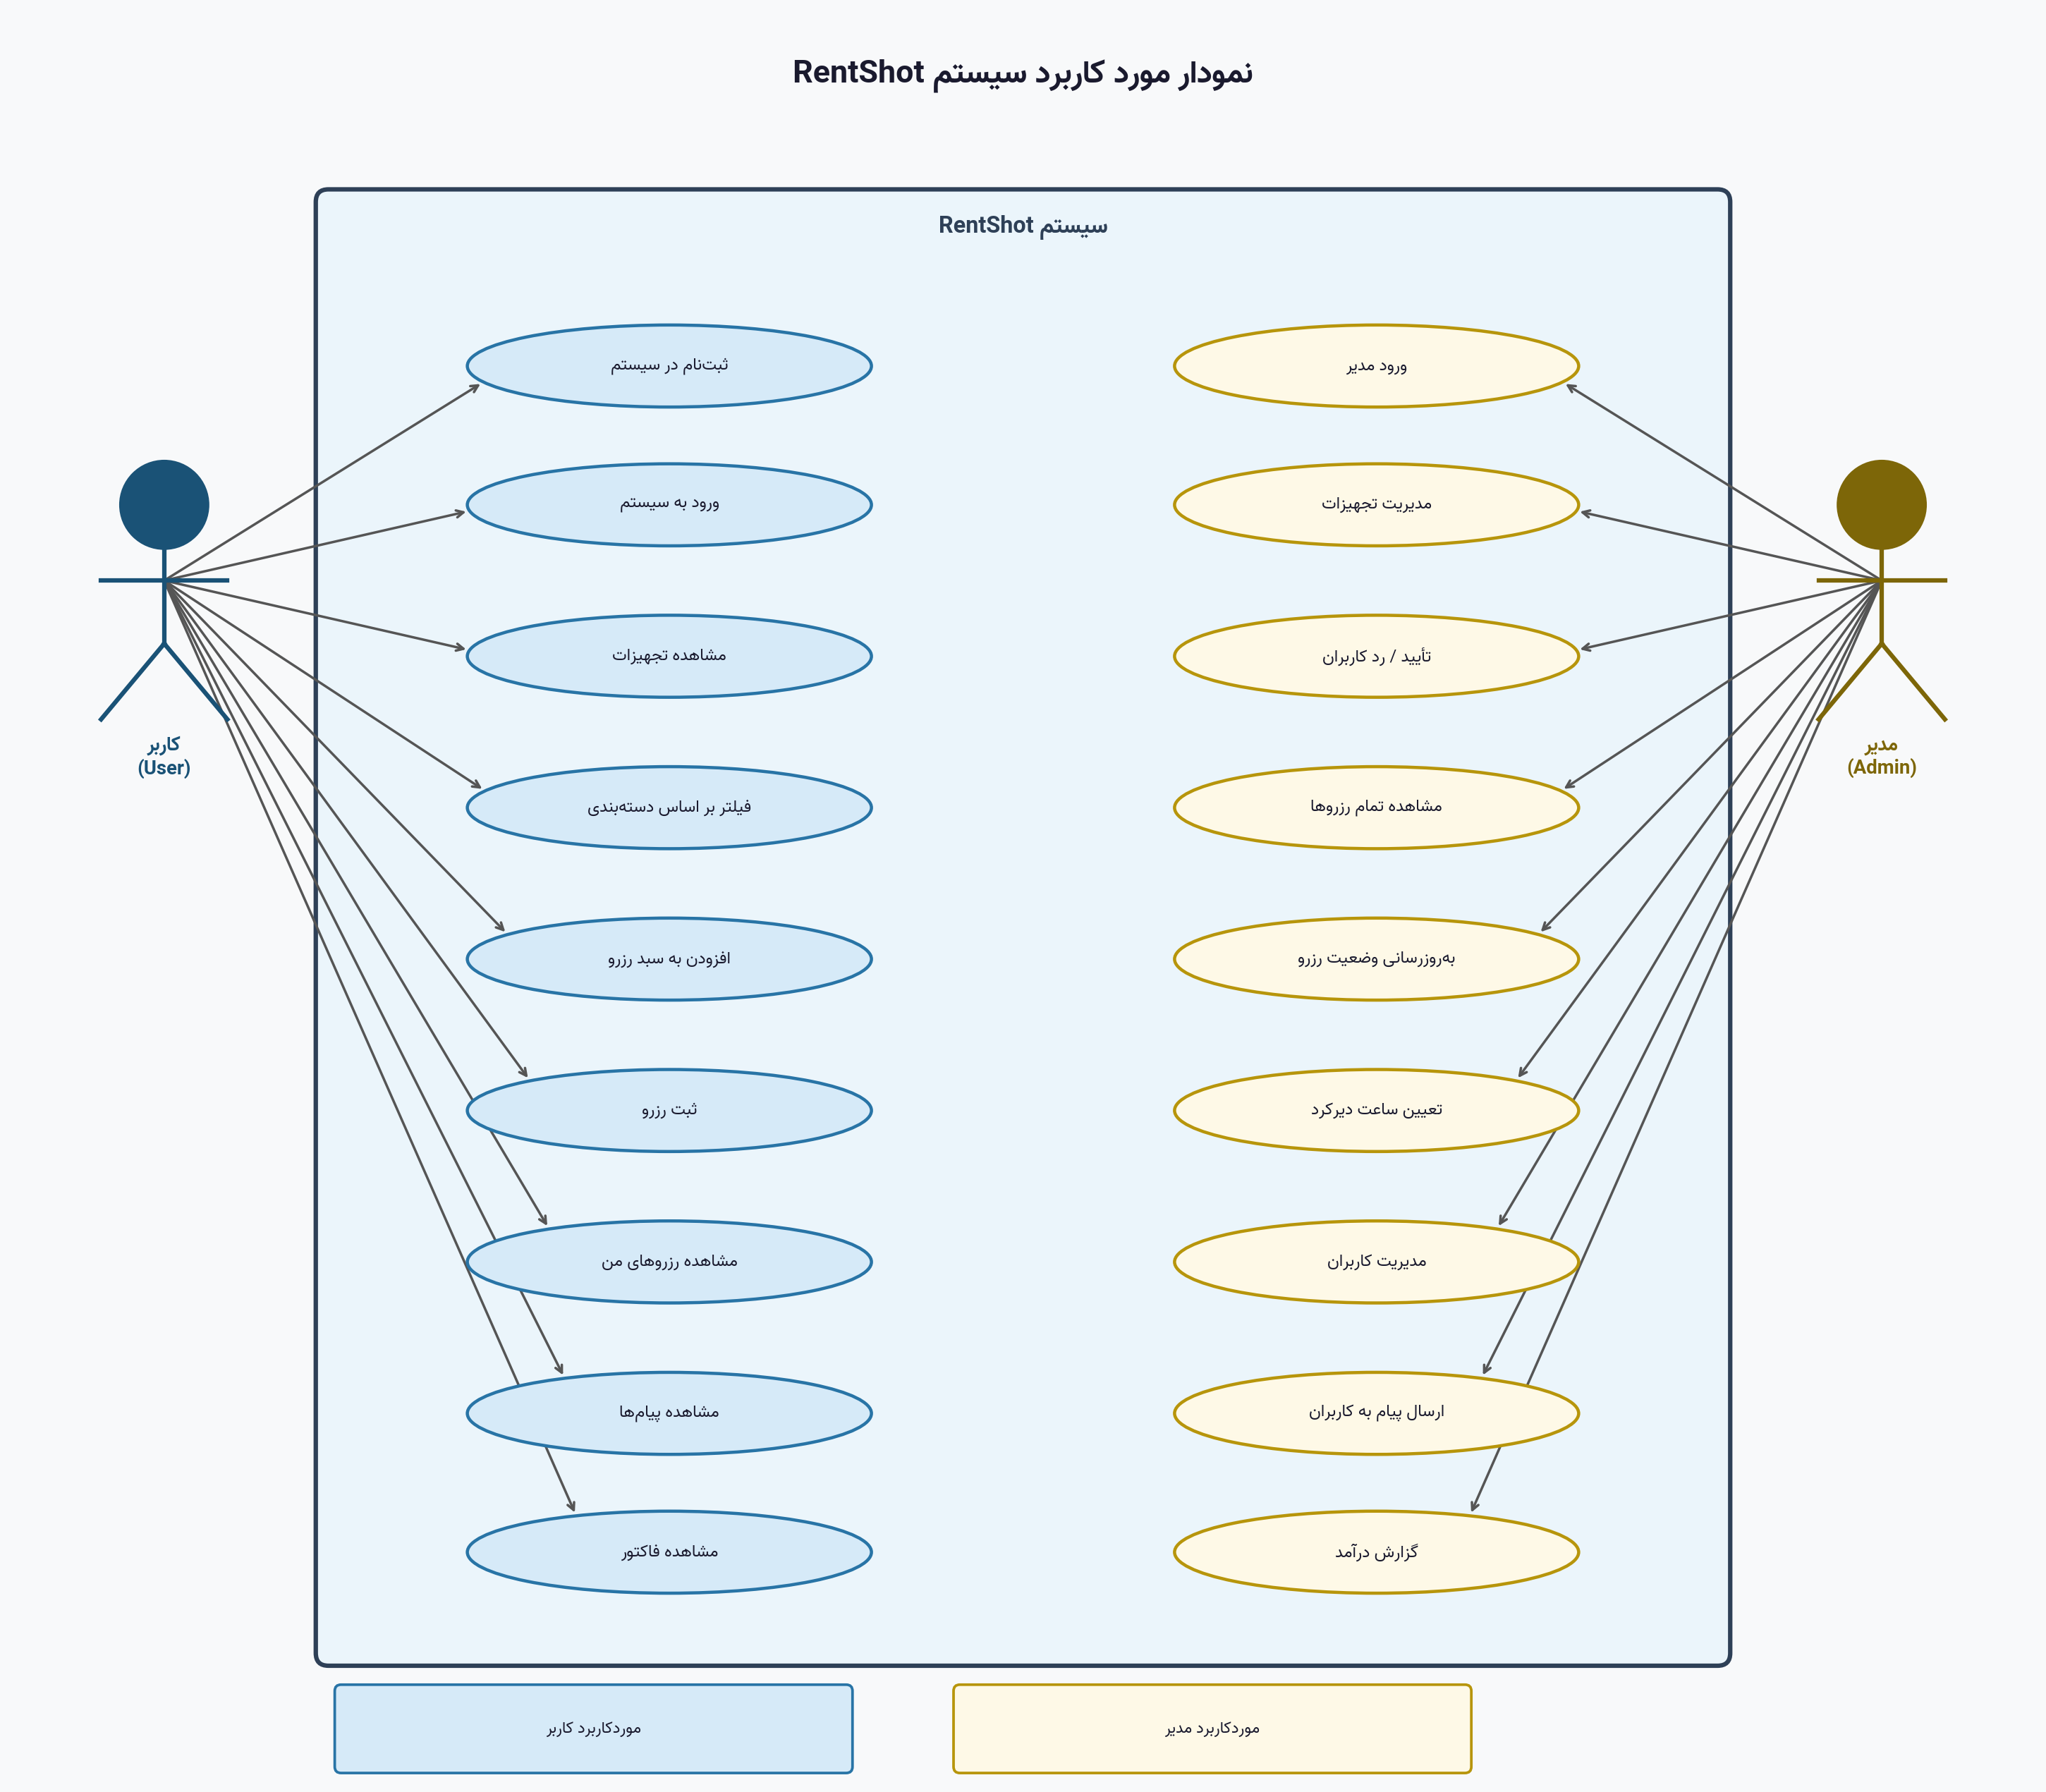 نمودار مورد کاربرد سیستم RentShot
سیستم RentShot
ثبت‌نام در سیستم
ورود به سیستم
مشاهده تجهیزات
فیلتر بر اساس دسته‌بندی
افزودن به سبد رزرو
ثبت رزرو
مشاهده رزروهای من
مشاهده پیام‌ها
مشاهده فاکتور
ورود مدیر
مدیریت تجهیزات
تأیید / رد کاربران
مشاهده تمام رزروها
به‌روزرسانی وضعیت رزرو
تعیین ساعت دیرکرد
مدیریت کاربران
ارسال پیام به کاربران
گزارش درآمد
کاربر
(User)
مدیر
(Admin)
موردکاربرد کاربر
موردکاربرد مدیر